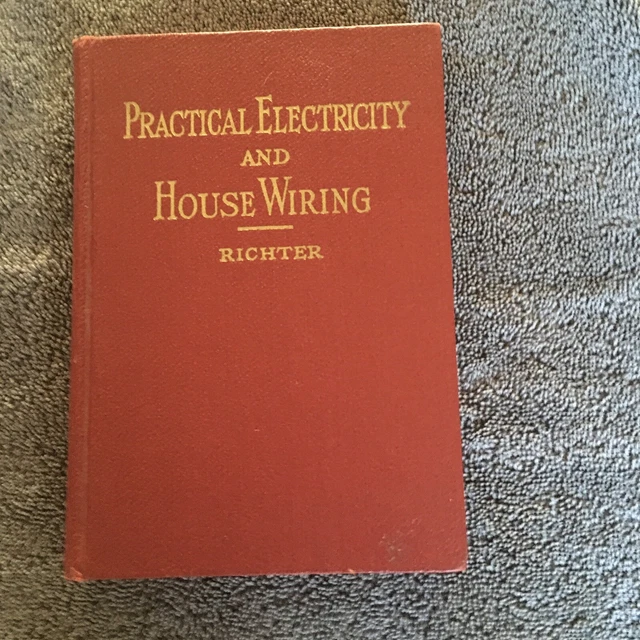 PRACTICAL ELECTRICITY
AND
HOUSE WIRING
RICHTER